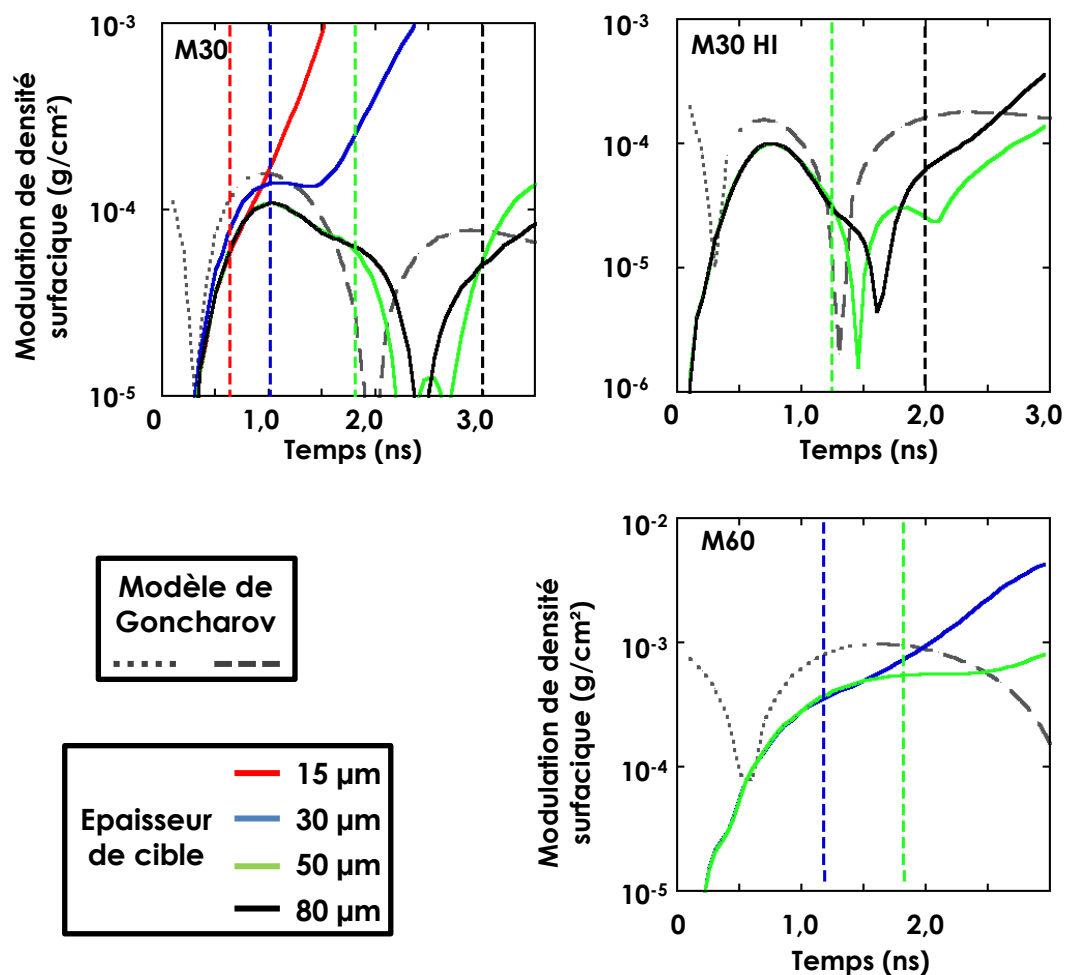 M30
10⁻³
10⁻⁴
10⁻⁵
Modulation de densité
surfacique (g/cm²)
0 1,0 2,0 3,0
Temps (ns)
M30 HI
10⁻³
10⁻⁴
10⁻⁵
10⁻⁶
0 1,0 2,0 3,0
Temps (ns)
Modèle de
Goncharov
Epaisseur
de cible
15 µm
30 µm
50 µm
80 µm
M60
10⁻²
10⁻³
10⁻⁴
10⁻⁵
Modulation de densité
surfacique (g/cm²)
0 1,0 2,0
Temps (ns)